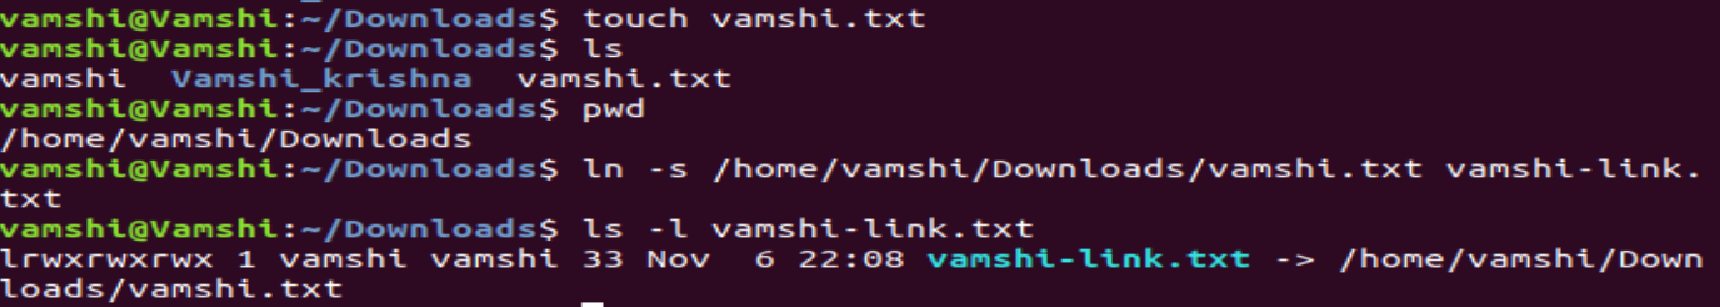 vamshi@Vamshi:~/Downloads$ touch vamshi.txt
vamshi@Vamshi:~/Downloads$ ls
vamshi  Vamshi_krishna  vamshi.txt
vamshi@Vamshi:~/Downloads$ pwd
/home/vamshi/Downloads
vamshi@Vamshi:~/Downloads$ ln -s /home/vamshi/Downloads/vamshi.txt vamshi-link.
txt
vamshi@Vamshi:~/Downloads$ ls -l vamshi-link.txt
lrwxrwxrwx 1 vamshi vamshi 33 Nov  6 22:08 vamshi-link.txt -> /home/vamshi/Down
loads/vamshi.txt